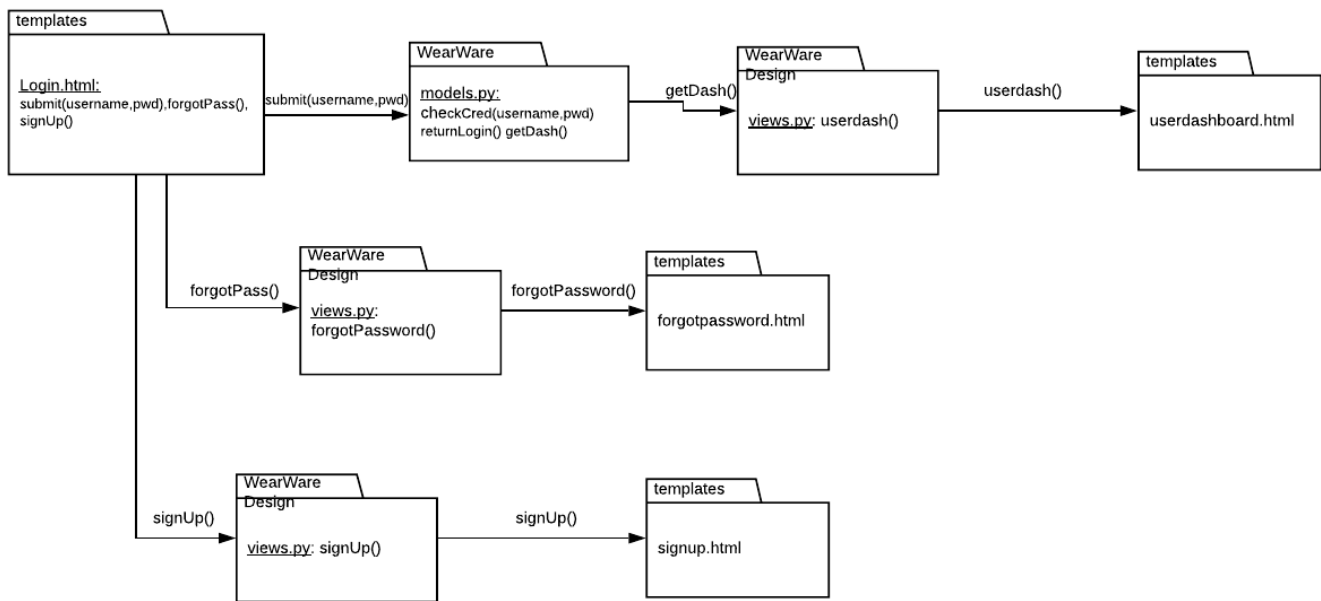 templates
Login.html:
submit(username,pwd),forgotPass(),
signUp()
submit(username,pwd)
WearWare
models.py:
checkCred(username,pwd)
returnLogin() getDash()
getDash()
WearWare
Design
views.py: userdash()
userdash()
templates
userdashboard.html
forgotPass()
WearWare
Design
views.py:
forgotPassword()
forgotPassword()
templates
forgotpassword.html
signUp()
WearWare
Design
views.py: signUp()
signUp()
templates
signup.html